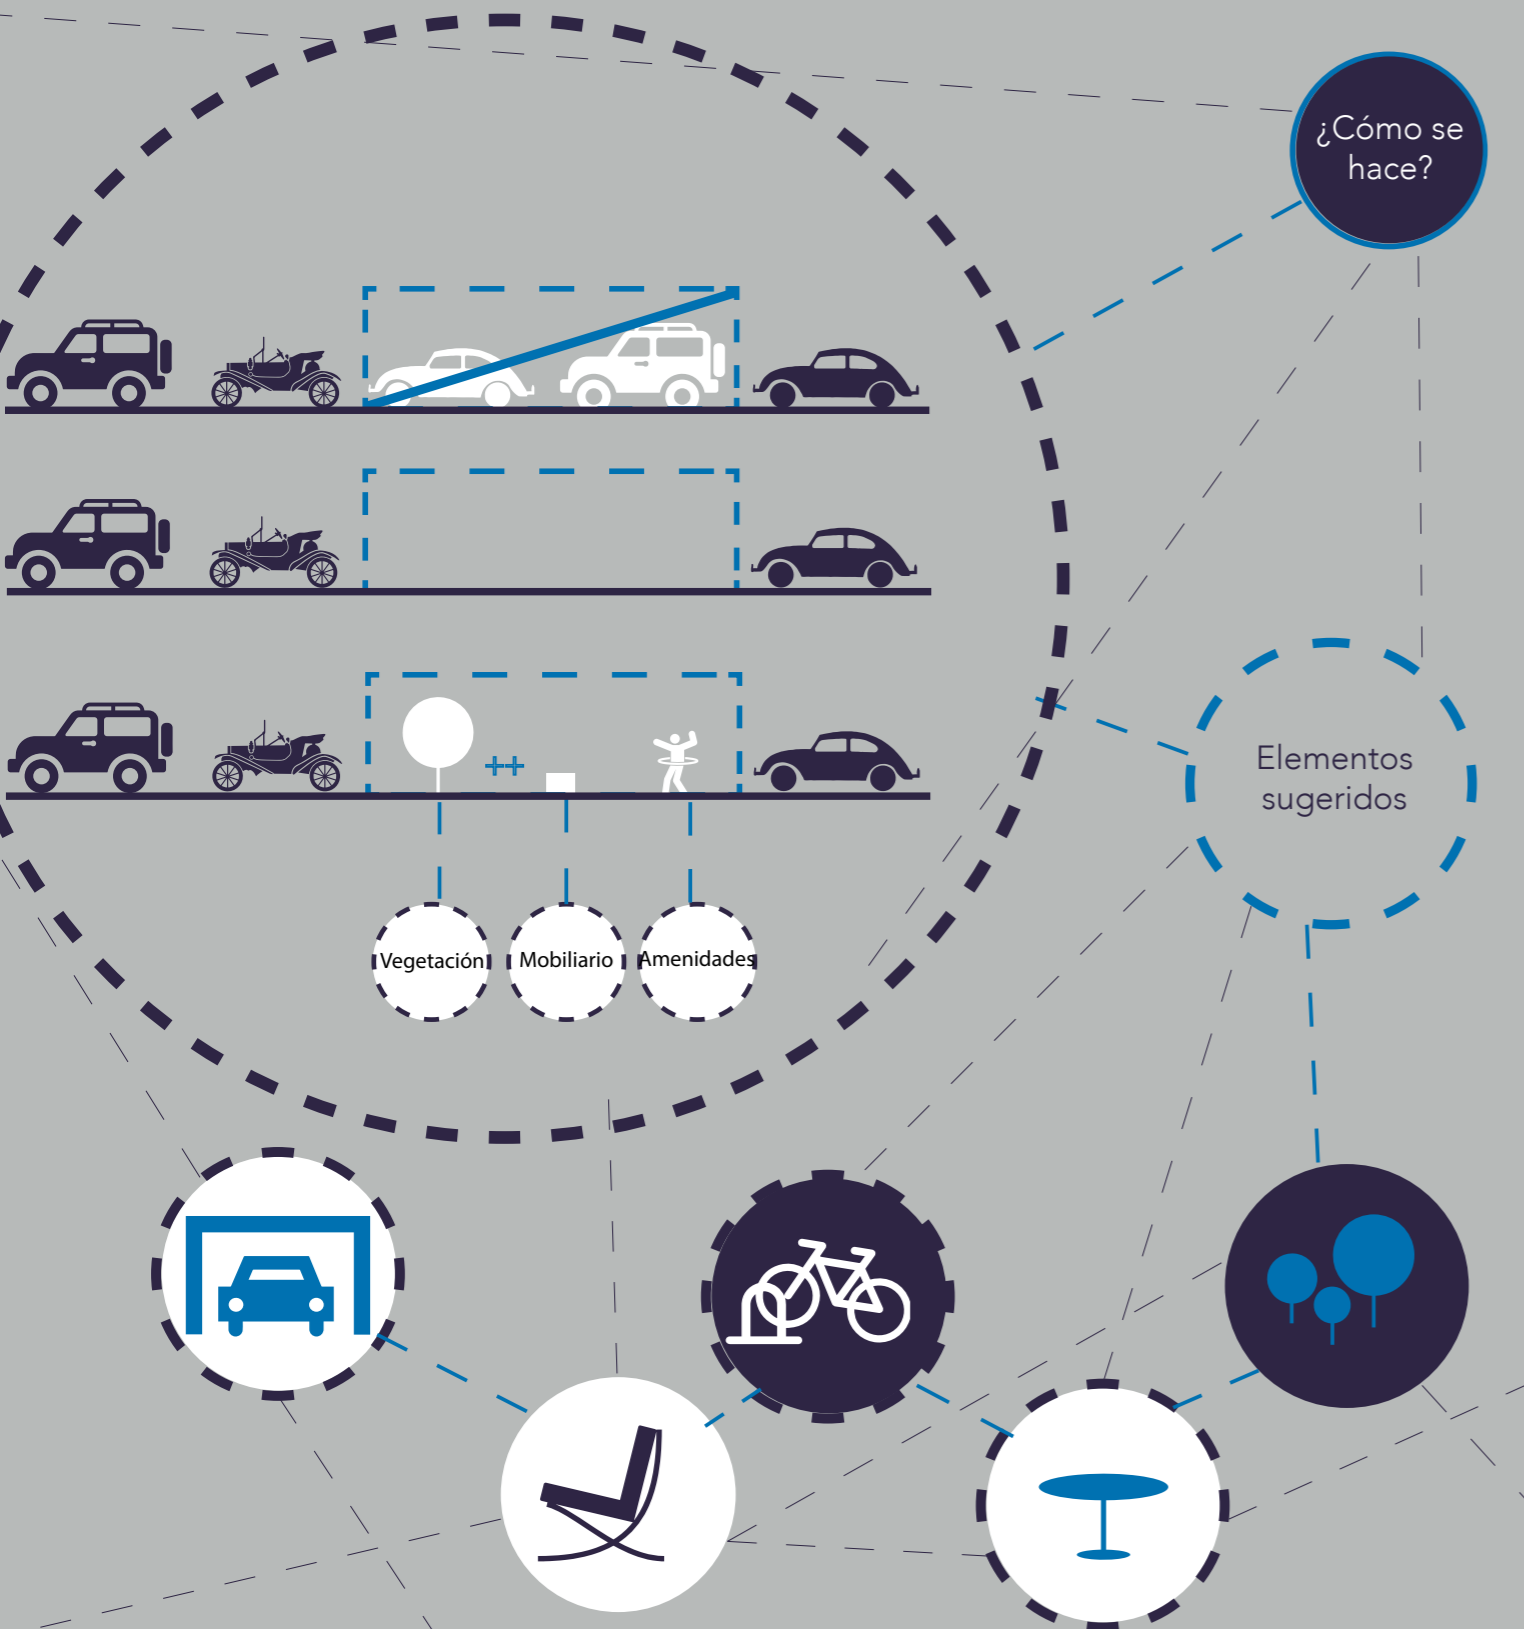 ¿Cómo se
hace?
Elementos
sugeridos
Vegetación
Mobiliario
Amenidades